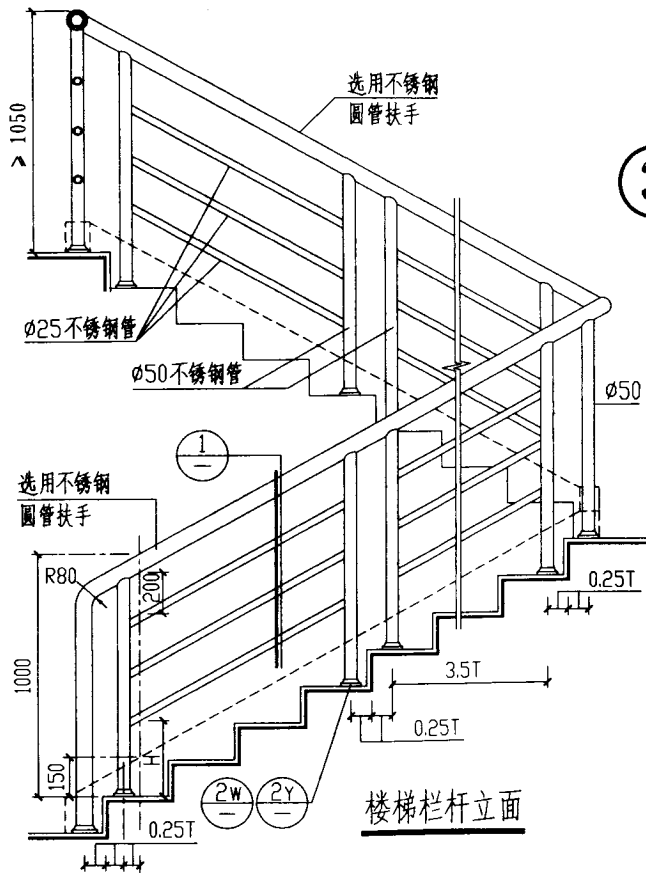 ≥1050
选用不锈钢
圆管扶手
Ø25不锈钢管
Ø50不锈钢管
Ø50
1
选用不锈钢
圆管扶手
R80
200
0.25T
1000
3.5T
0.25T
150
H
2W
2Y
楼梯栏杆立面
0.25T